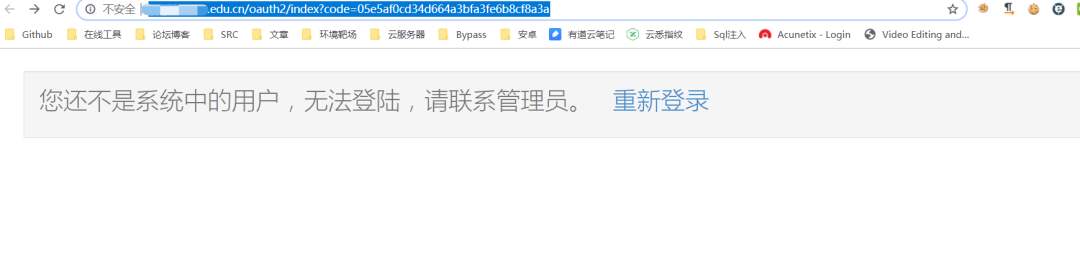 不安全 | .edu.cn/oauth2/index?code=05e5af0cd34d664a3bfa3fe6b8cf8a3a
Github 在线工具 论坛博客 SRC 文章 环境靶场 云服务器 Bypass 安卓 有道云笔记 云悉指纹 Sql注入 Acunetix - Login Video Editing and...
您还不是系统中的用户，无法登陆，请联系管理员。 重新登录